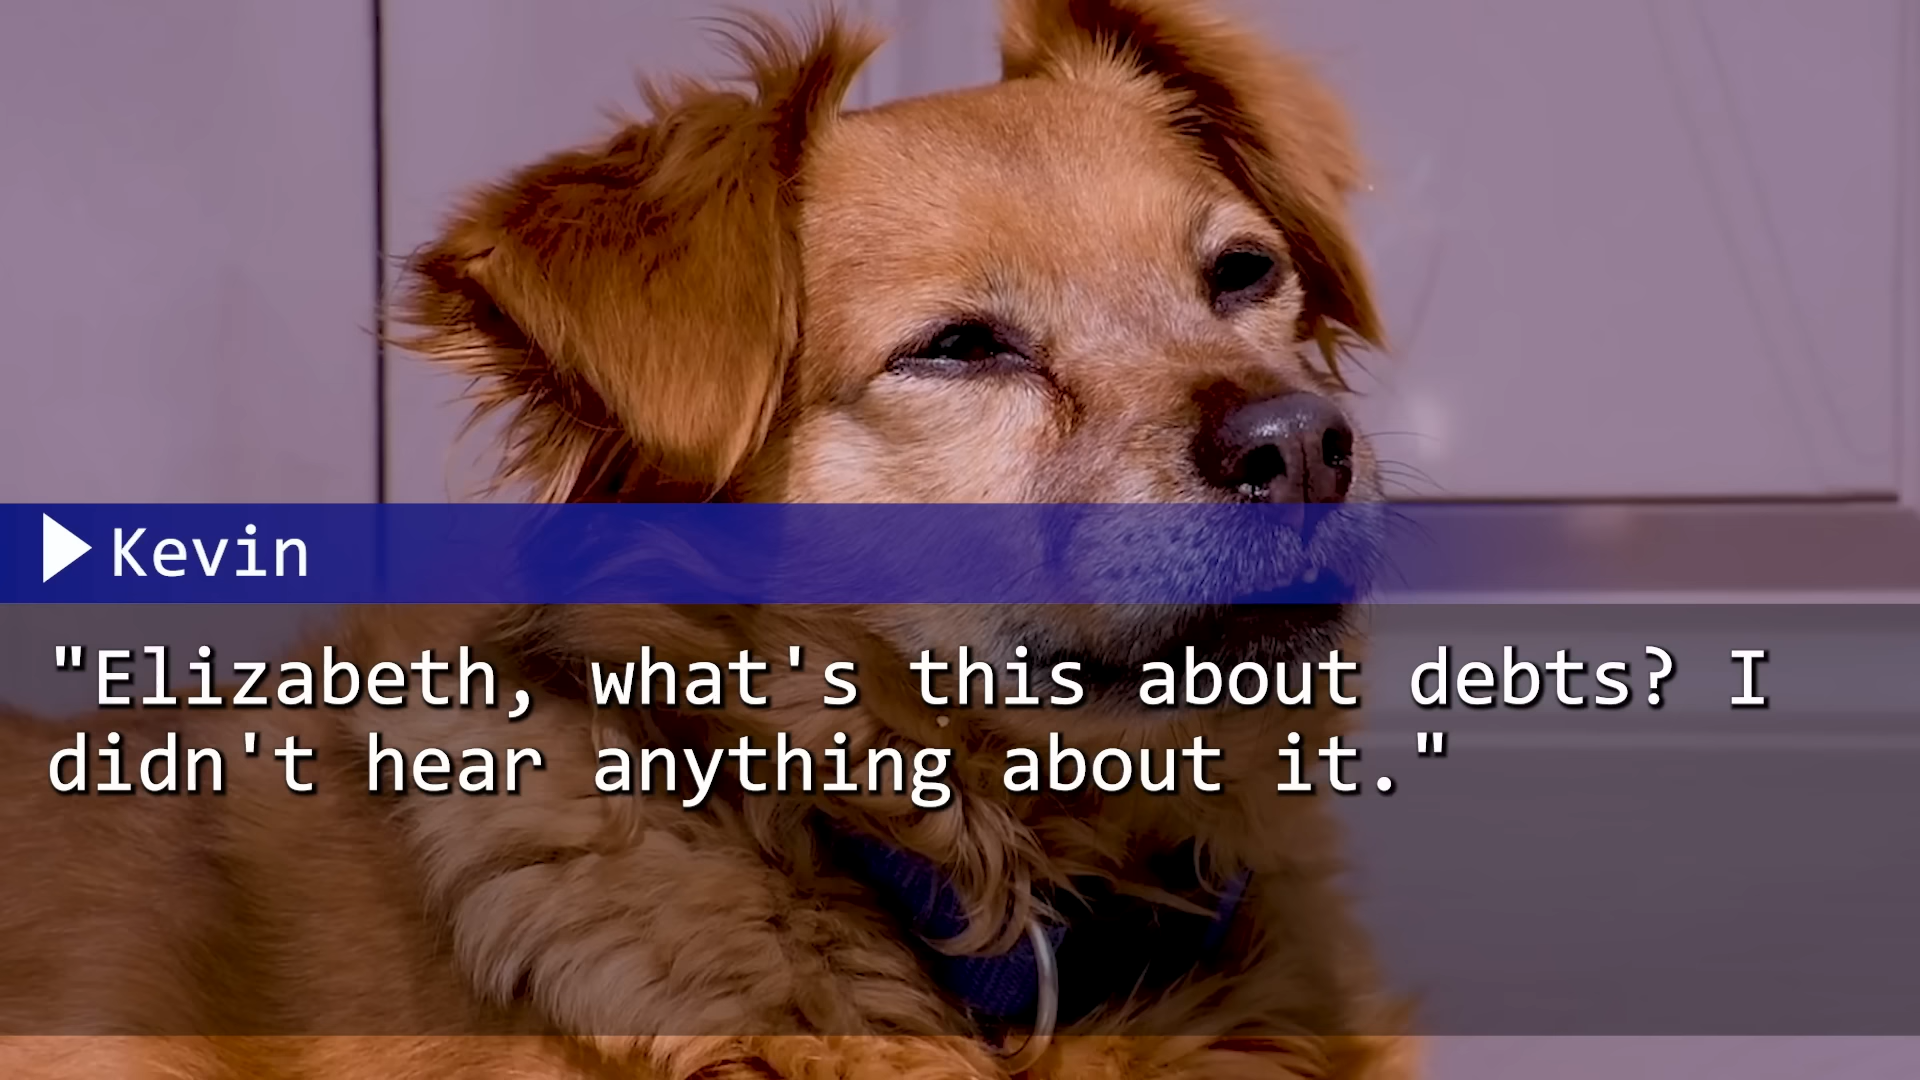 Kevin
"Elizabeth, what's this about debts? I
didn't hear anything about it."